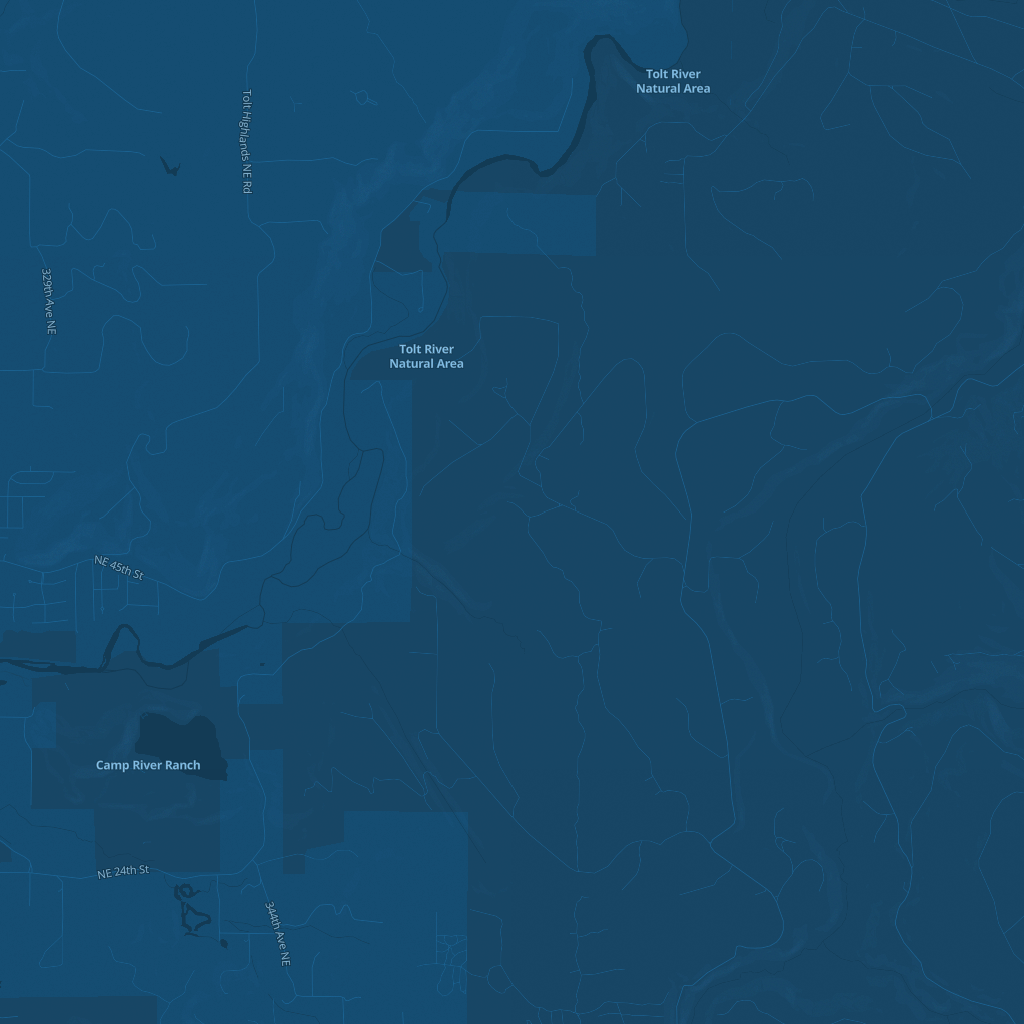 Tolt River
Natural Area
Tolt Highlands NE Rd
329th Ave NE
Tolt River
Natural Area
NE 45th St
Camp River Ranch
NE 24th St
344th Ave NE